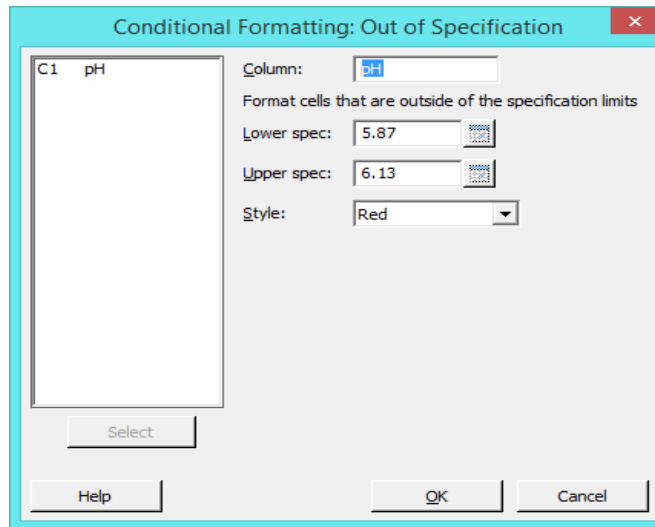 Conditional Formatting: Out of Specification
C1 pH
Column: pH
Format cells that are outside of the specification limits
Lower spec: 5.87
Upper spec: 6.13
Style: Red
Select
Help
OK
Cancel